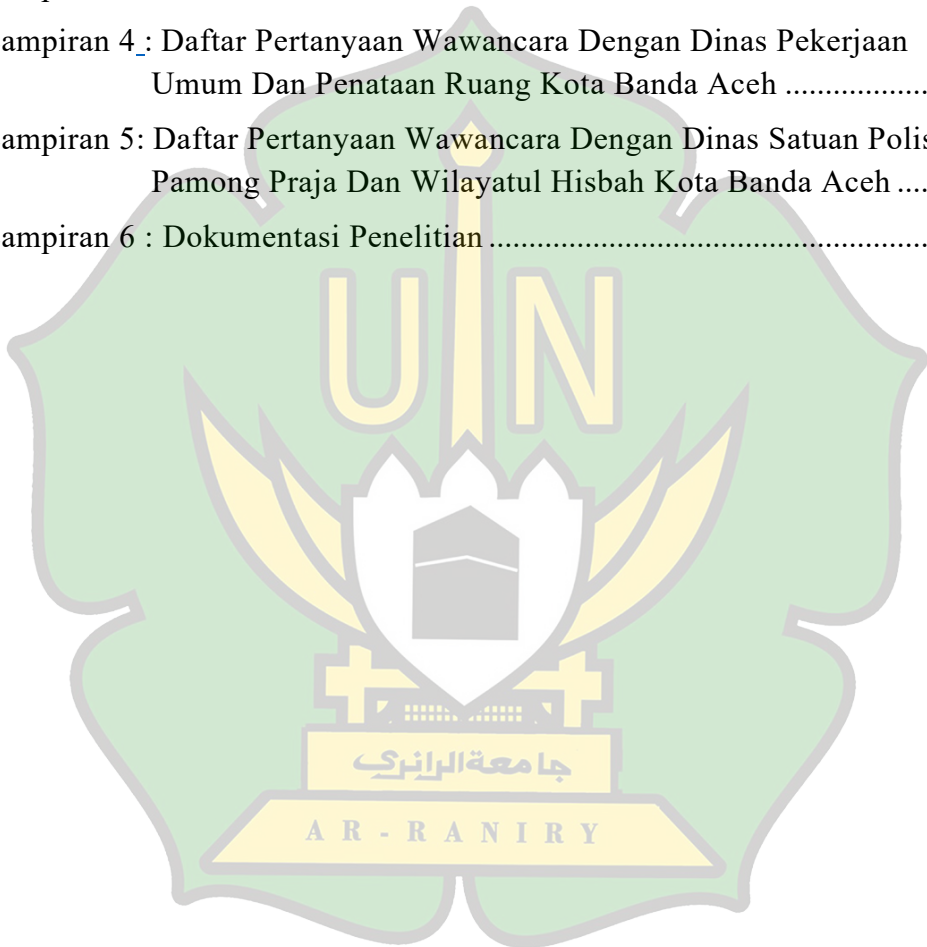 ampiran 4 : Daftar Pertanyaan Wawancara Dengan Dinas Pekerjaan
Umum Dan Penataan Ruang Kota Banda Aceh ..................
ampiran 5: Daftar Pertanyaan Wawancara Dengan Dinas Satuan Polis
Pamong Praja Dan Wilayatul Hisbah Kota Banda Aceh ....
ampiran 6 : Dokumentasi Penelitian ......................................................
UIN
جامعةالرانري
AR-RANIRY